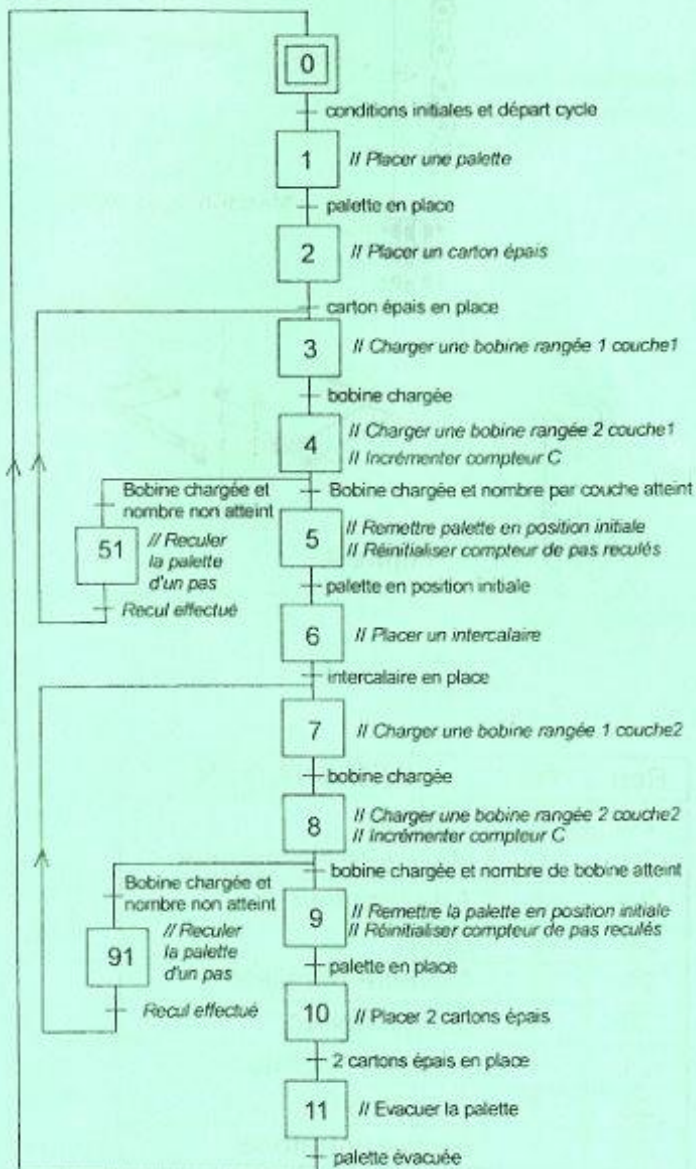 0
conditions initiales et départ cycle
1
// Placer une palette
palette en place
2
// Placer un carton épais
carton épais en place
3
// Charger une bobine rangée 1 couche1
bobine chargée
4
// Charger une bobine rangée 2 couche1
// Incrémenter compteur C
Bobine chargée et
nombre non atteint
Bobine chargée et nombre par couche atteint
51
// Reculer
la palette
d'un pas
5
// Remettre palette en position initiale
// Réinitialiser compteur de pas reculés
Recul effectué
palette en position initiale
6
// Placer un intercalaire
intercalaire en place
7
// Charger une bobine rangée 1 couche2
bobine chargée
8
// Charger une bobine rangée 2 couche2
// Incrémenter compteur C
Bobine chargée et
nombre non atteint
bobine chargée et nombre de bobine atteint
91
// Reculer
la palette
d'un pas
9
// Remettre la palette en position initiale
// Réinitialiser compteur de pas reculés
Recul effectué
palette en place
10
// Placer 2 cartons épais
2 cartons épais en place
11
// Evacuer la palette
palette évacuée